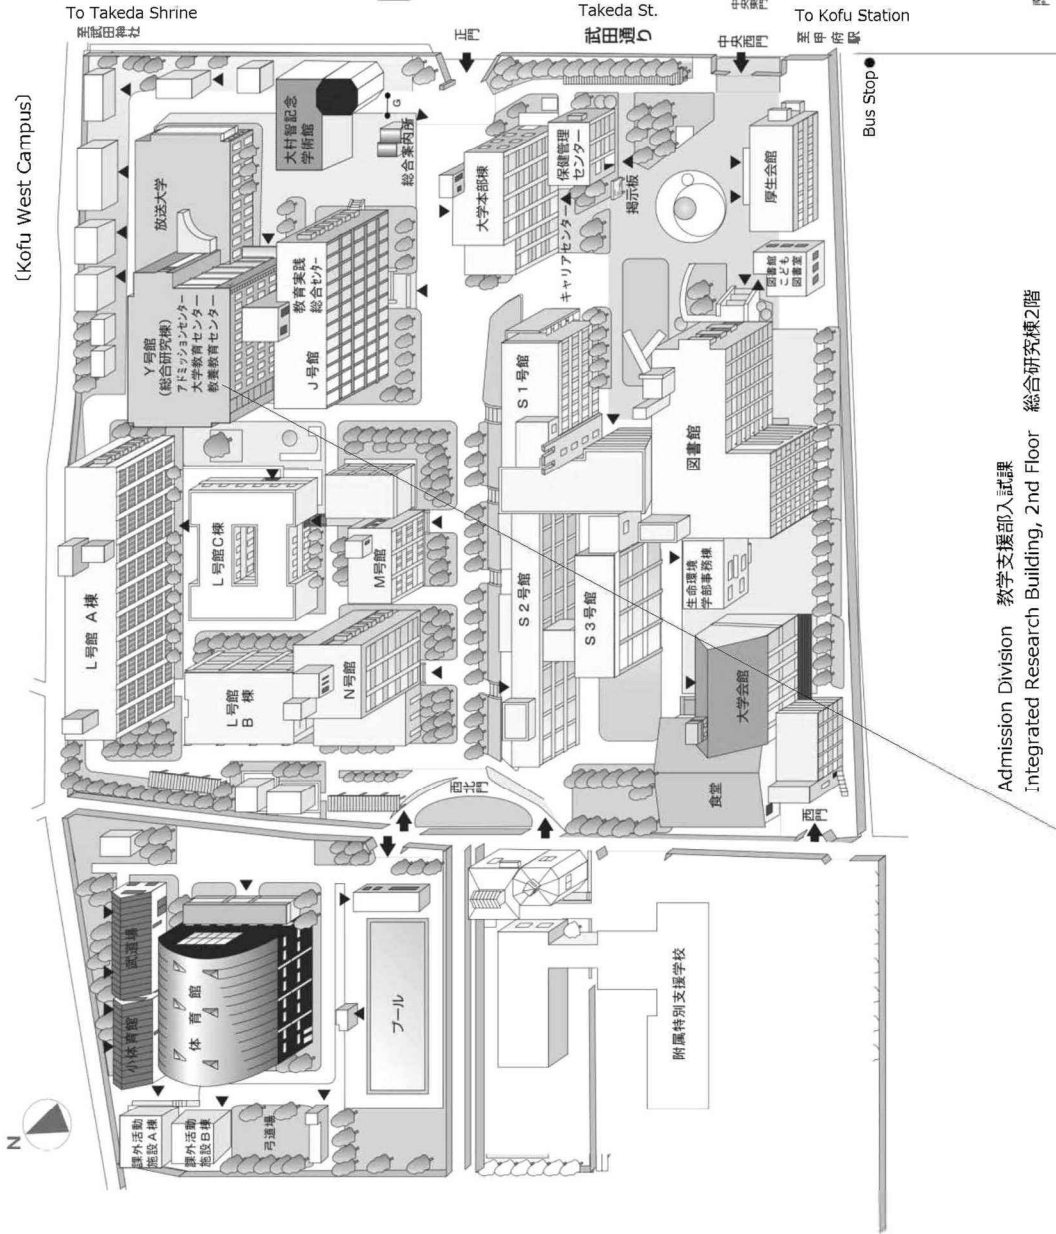 To Takeda Shrine
至武田神社
Takeda St.
武田通り
To Kofu Station
至甲府駅
正門
中央西門
Bus Stop●
(Kofu West Campus)
大村智記念
学術館
G
総合案内所
放送大学
大学本部棟
保健管理
センター
キャリアセンター
掲示板
厚生会館
図書館
こども
図書室
Y号館
(総合研究棟)
アドミッションセンター
大学教育センター
教養教育センター
教育実践
総合センター
J号館
S1号館
図書館
L号館A棟
L号館C棟
M号館
S2号館
S3号館
生命環境
学部事務棟
L号館
B棟
N号館
大学会館
食堂
西北門
西門
武道場
小体育館
体育館
プール
課外活動
施設A棟
課外活動
施設B棟
弓道場
附属特別支援学校
N
Admission Division 教学支援部入試課
Integrated Research Building, 2nd Floor 総合研究棟2階